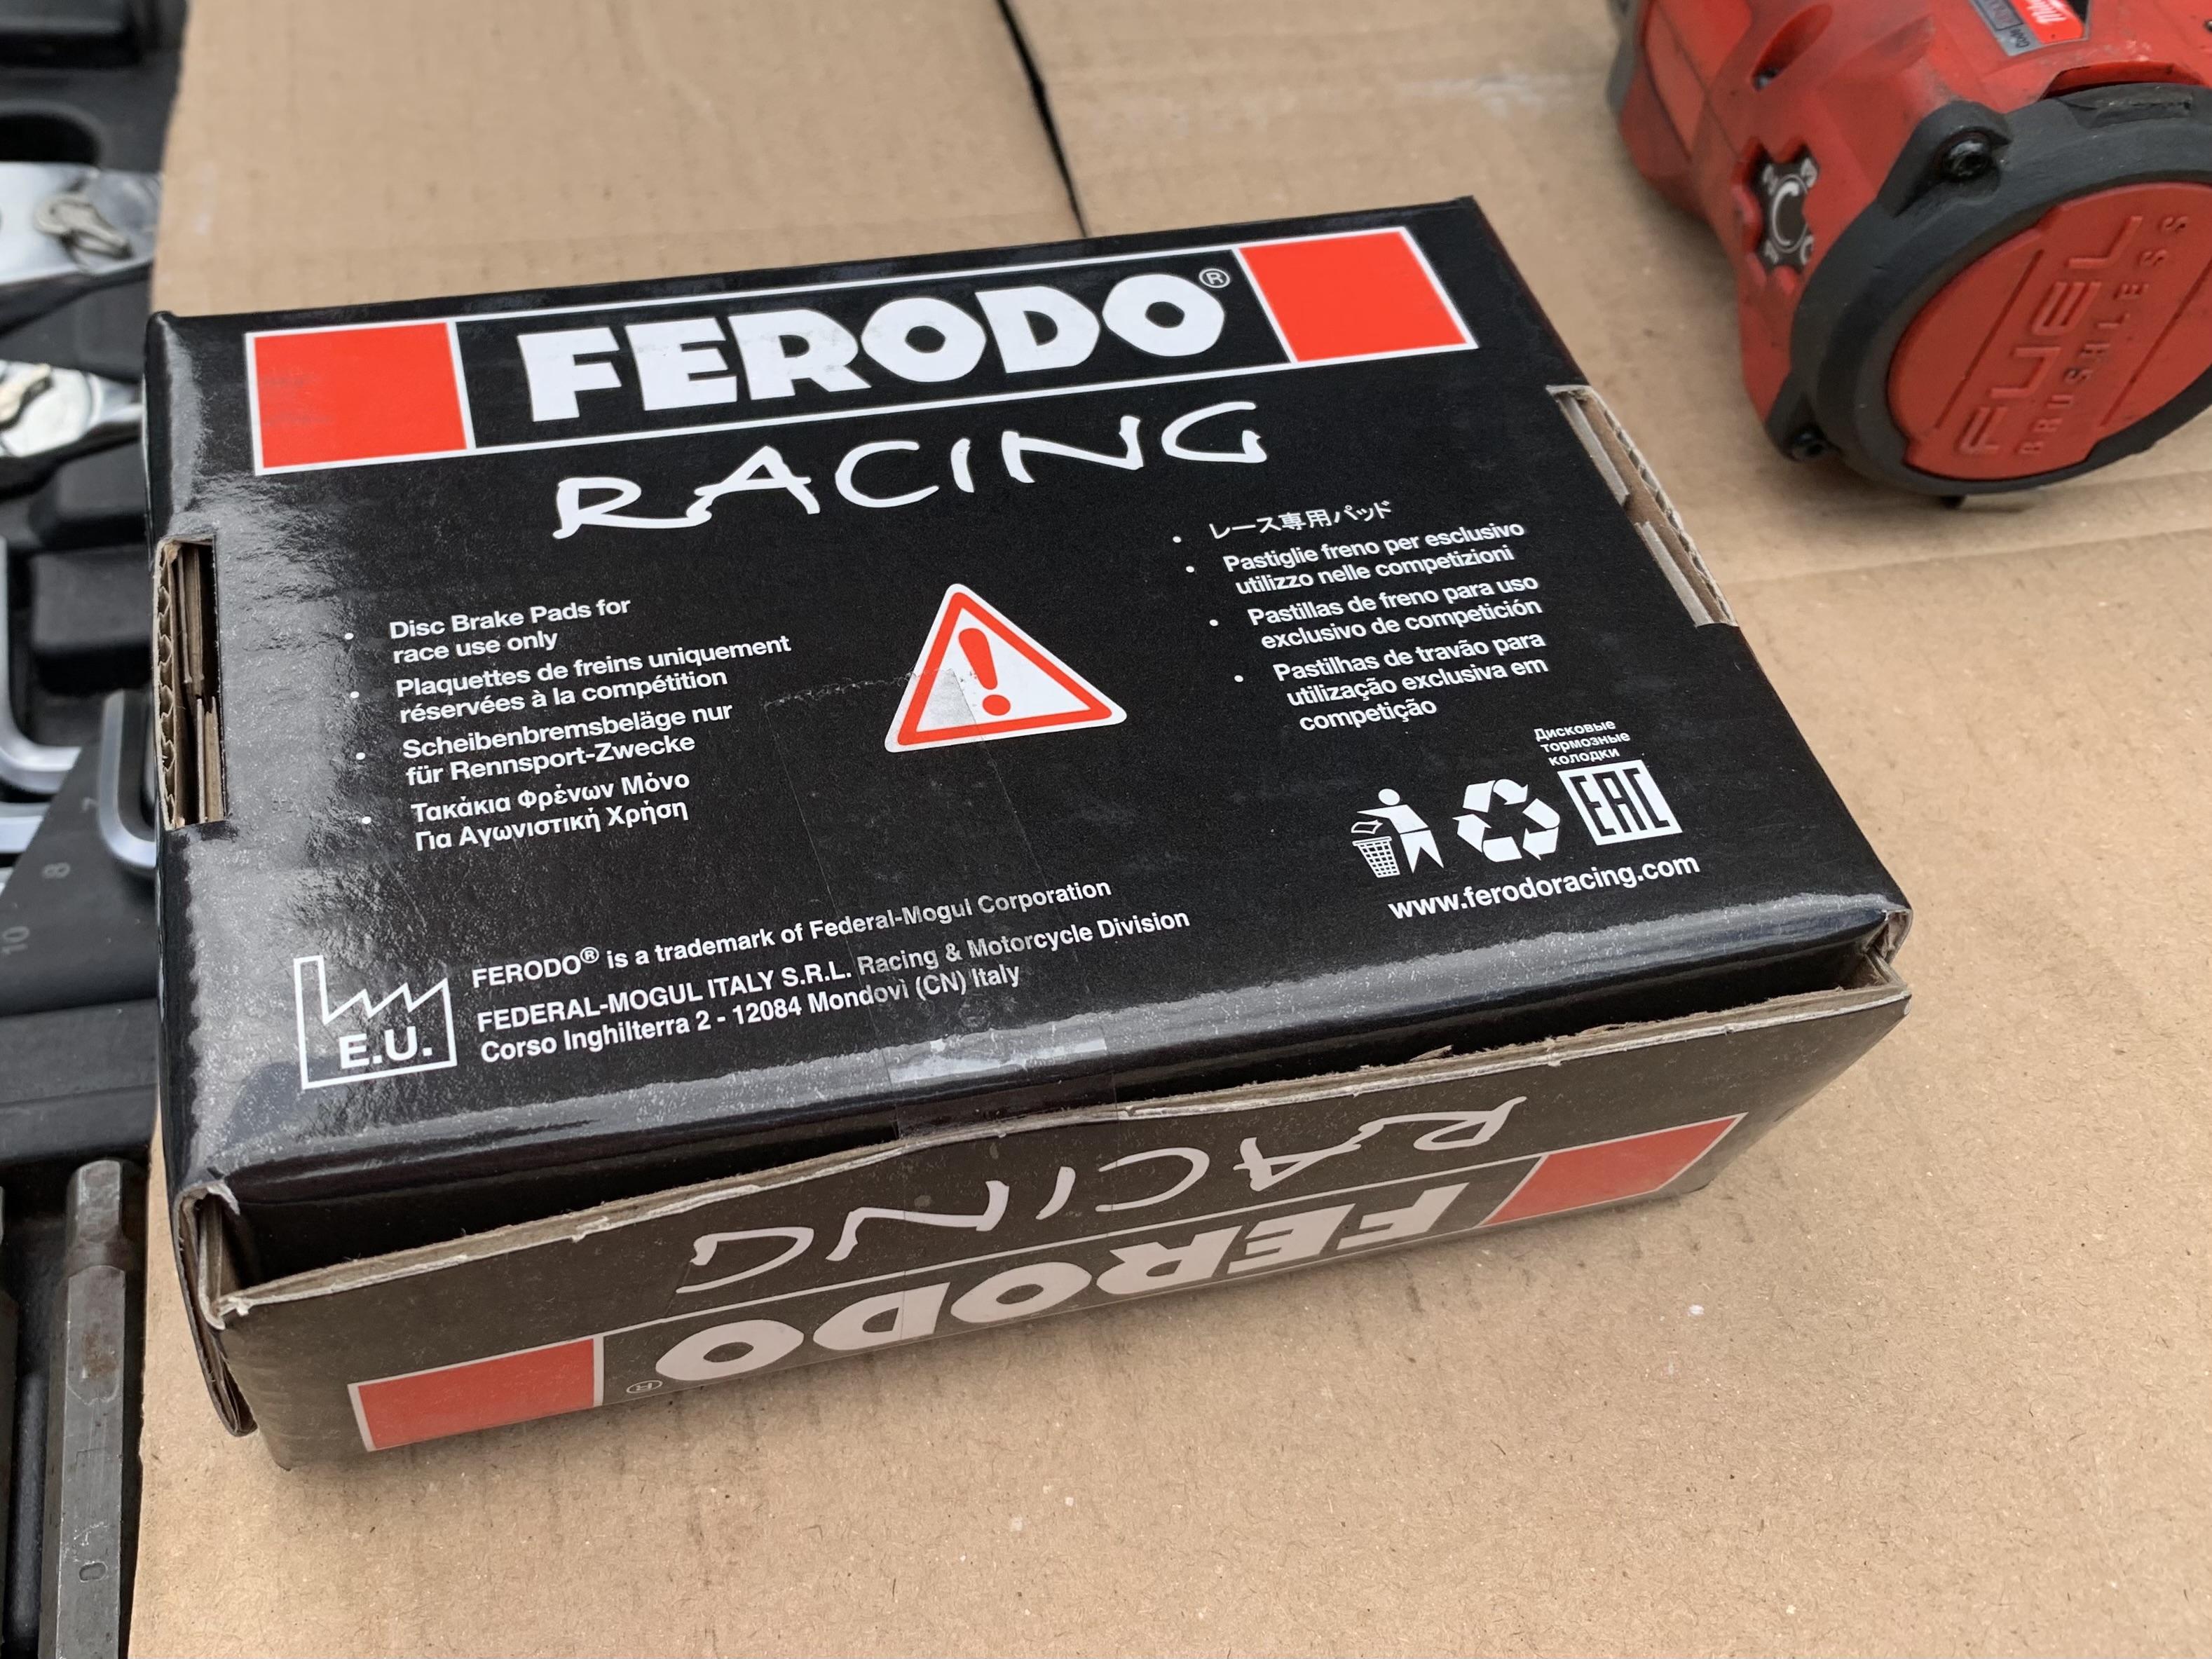 FERODO®
RACING
• Disc Brake Pads for
race use only
• Plaquettes de freins uniquement
réservées à la compétition
• Scheibenbremsbeläge nur
für Rennsport-Zwecke
• Τακάκια Φρένων Μόνο
Για Αγωνιστική Χρήση
• レース専用パッド
• Pastiglie freno per esclusivo
utilizzo nelle competizioni
• Pastillas de freno para uso
exclusivo de competición
• Pastilhas de travão para
utilização exclusiva em
competição
Дисковые
тормозные
колодки
EAC
www.ferodoracing.com
E.U.
FERODO® is a trademark of Federal-Mogul Corporation
FEDERAL-MOGUL ITALY S.R.L. Racing & Motorcycle Division
Corso Inghilterra 2 - 12084 Mondovì (CN) Italy
FERODO®
RACING
FUEL
BRUSHLESS
7
8
10